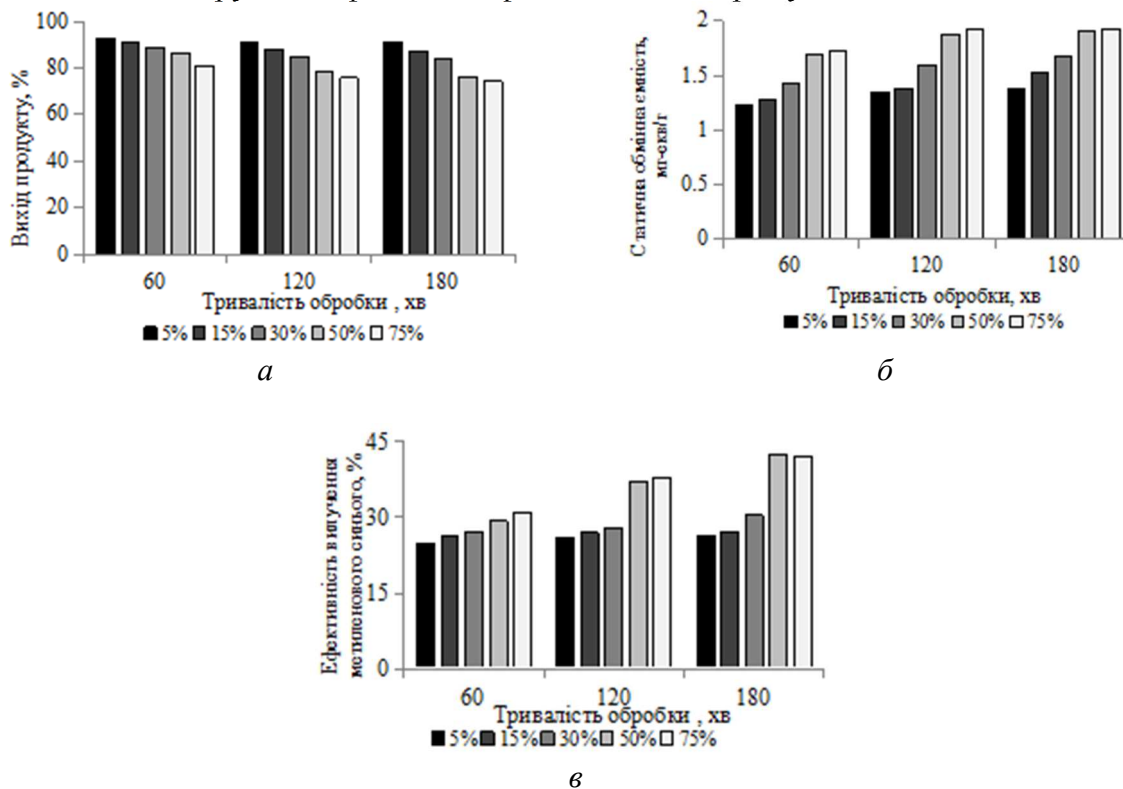 100
80
60
40
20
0
Вихід продукту, %
60 120 180
Тривалість обробки , хв
5% 15% 30% 50% 75%
а
2
1.5
1
0.5
0
Статична обмінна ємність,
мг-екв/г
60 120 180
Тривалість обробки, хв
5% 15% 30% 50% 75%
б
45
30
15
0
Ефективність вилучення
метиленового синього, %
60 120 180
Тривалість обробки , хв
5% 15% 30% 50% 75%
в